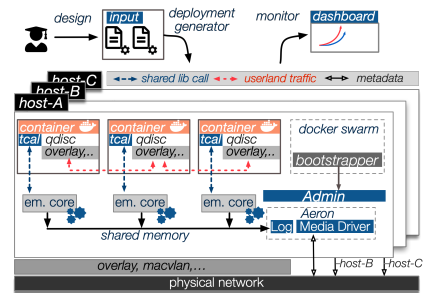 design
input
deployment
generator
monitor
dashboard
host-C
shared lib call
userland traffic
metadata
host-B
host-A
container
container
container
docker swarm
tcal
qdisc
tcal
qdisc
tcal
qdisc
overlay,..
overlay,..
overlay,..
bootstrapper
Admin
em. core
em. core
em. core
Aeron
Log
Media Driver
shared memory
overlay, macvlan,...
host-B
host-C
physical network